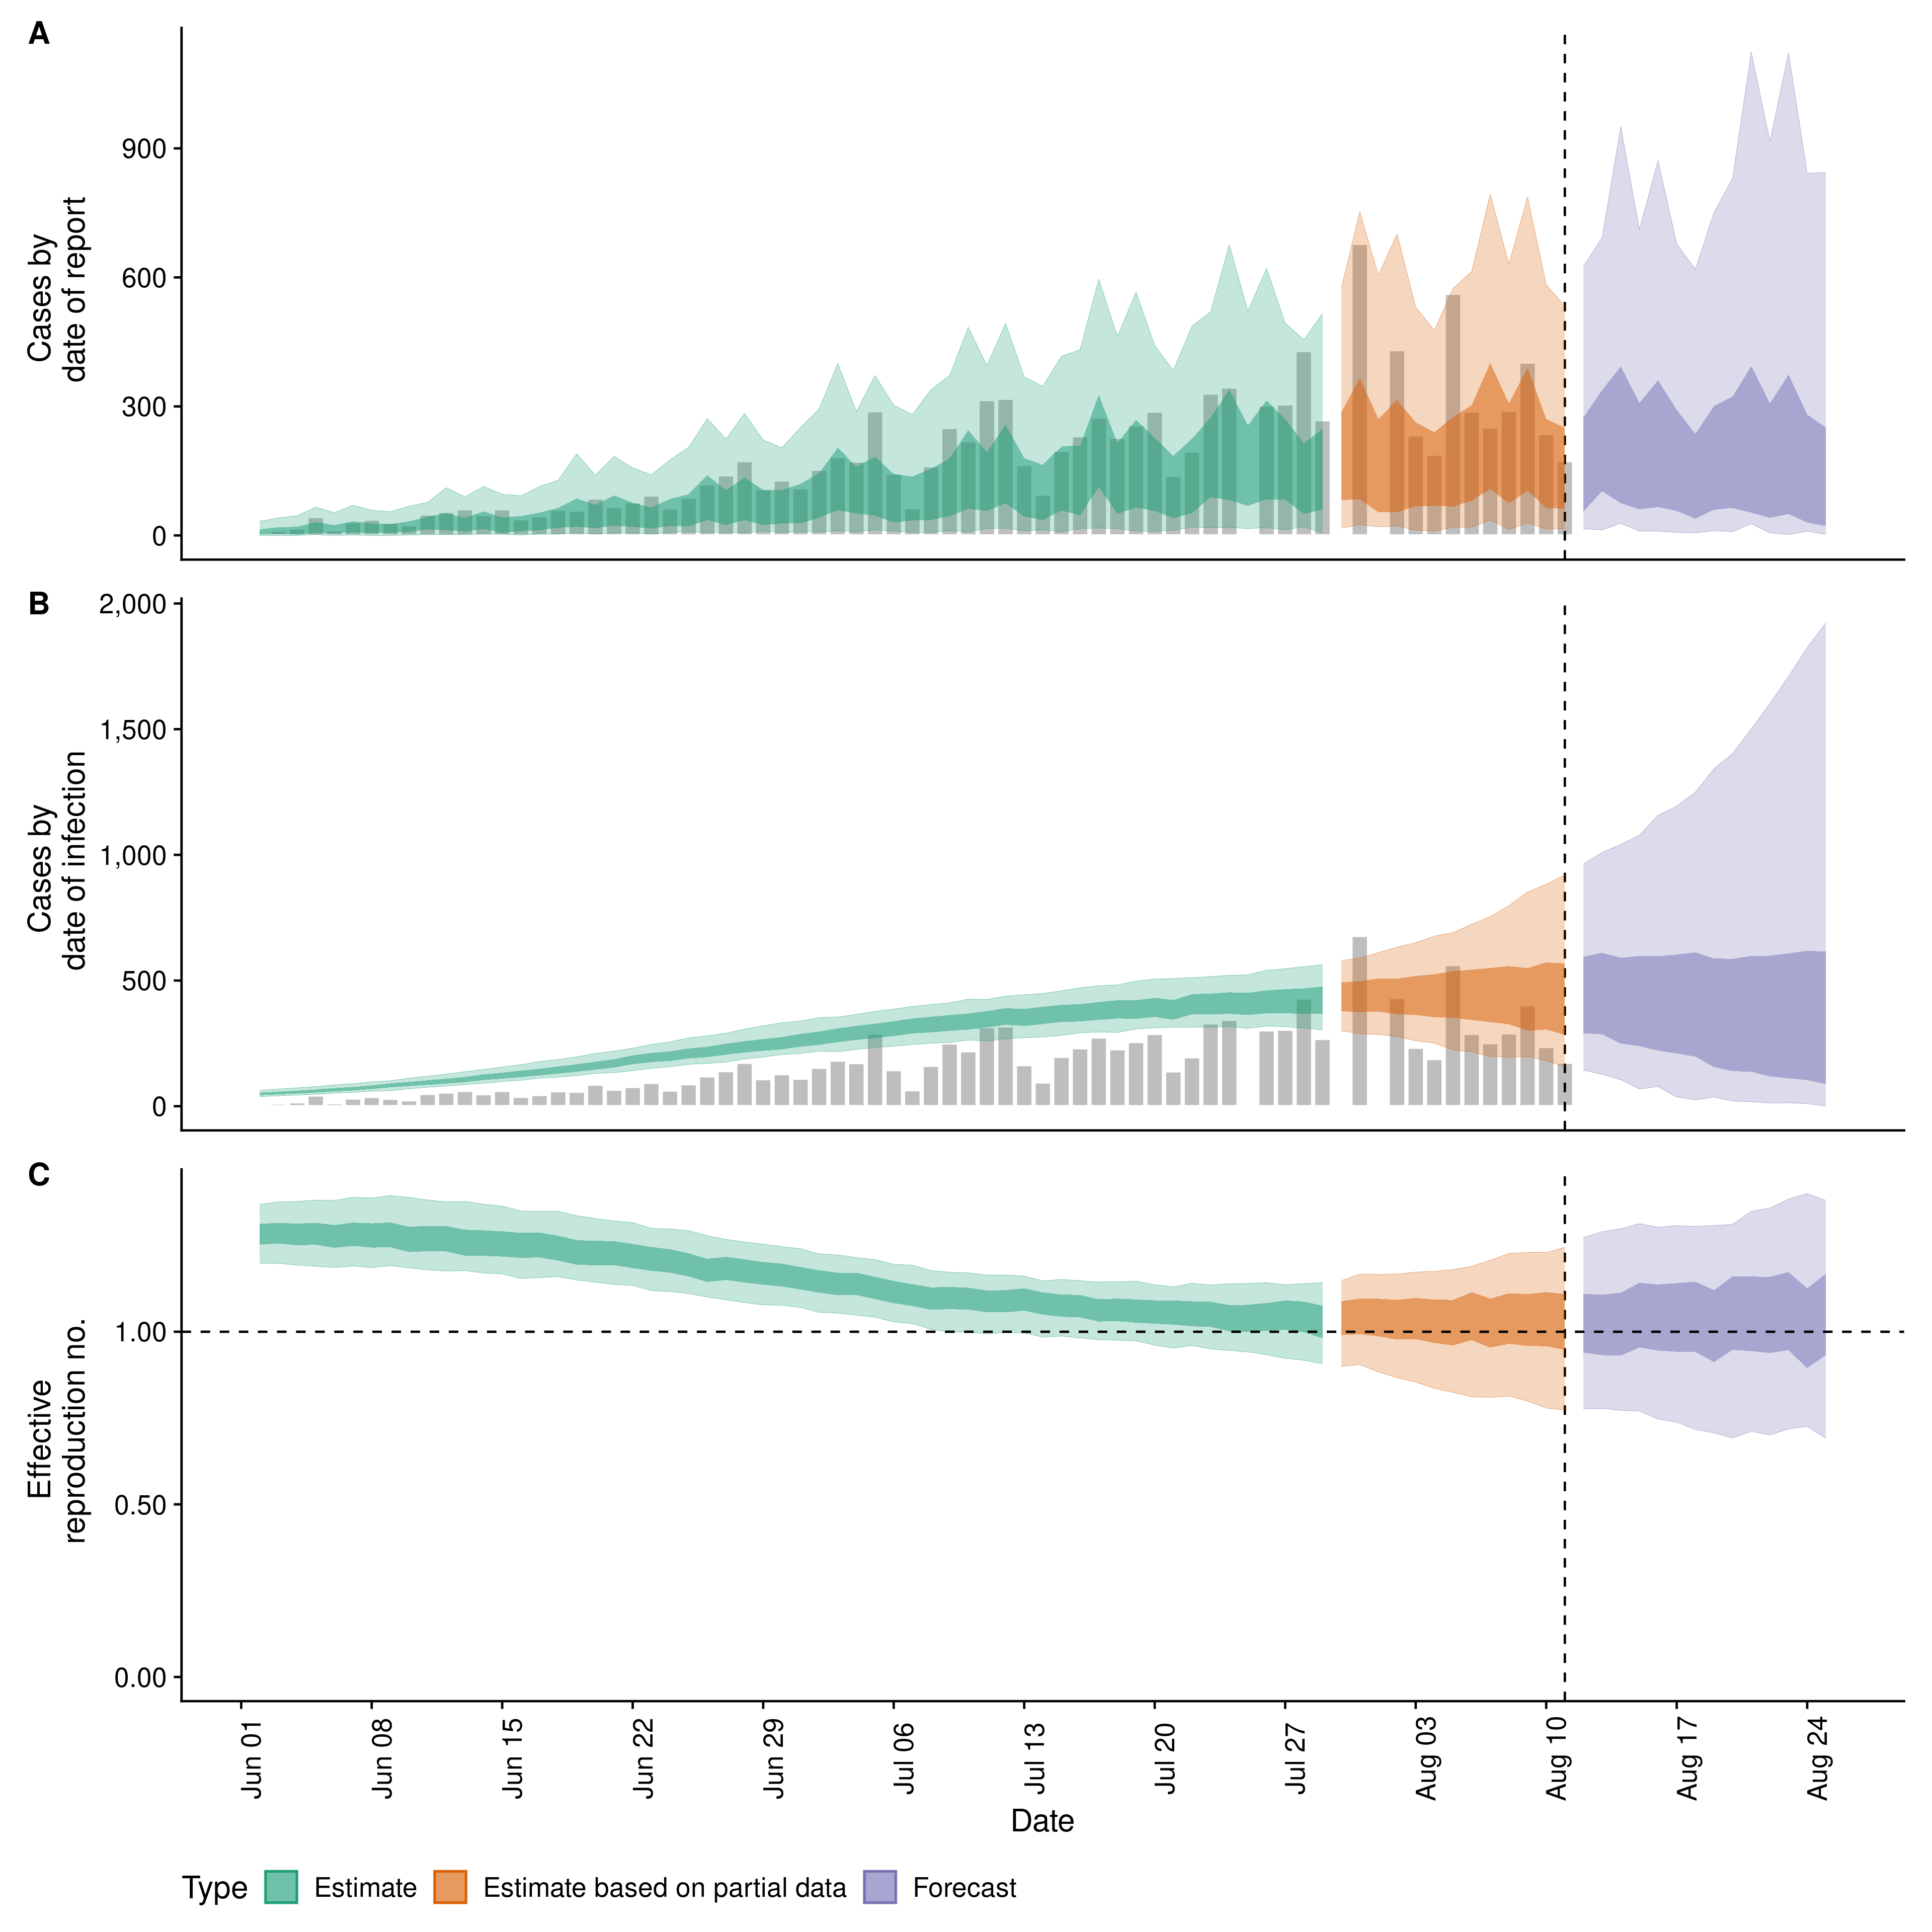 A
Cases by
date of report
900
600
300
0
B
Cases by
date of infection
2,000
1,500
1,000
500
0
C
Effective
reproduction no.
1.00
0.50
0.00
Jun 01
Jun 08
Jun 15
Jun 22
Jun 29
Jul 06
Jul 13
Jul 20
Jul 27
Aug 03
Aug 10
Aug 17
Aug 24
Date
Type Estimate Estimate based on partial data Forecast